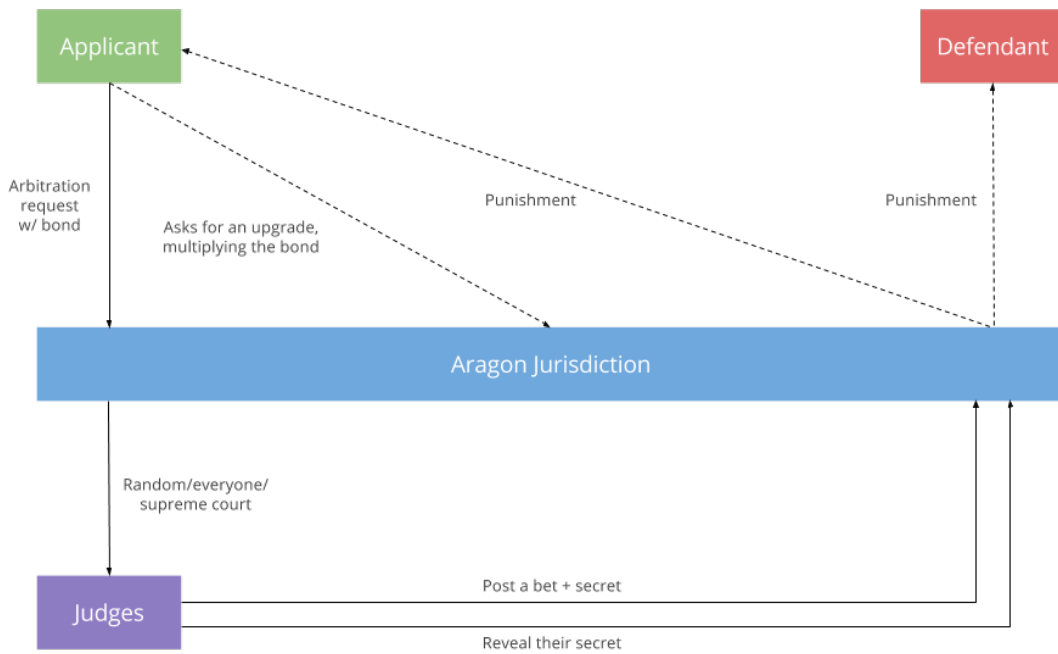 Applicant
Defendant
Arbitration
request
w/ bond
Asks for an upgrade,
multiplying the bond
Punishment
Punishment
Aragon Jurisdiction
Random/everyone/
supreme court
Judges
Post a bet + secret
Reveal their secret